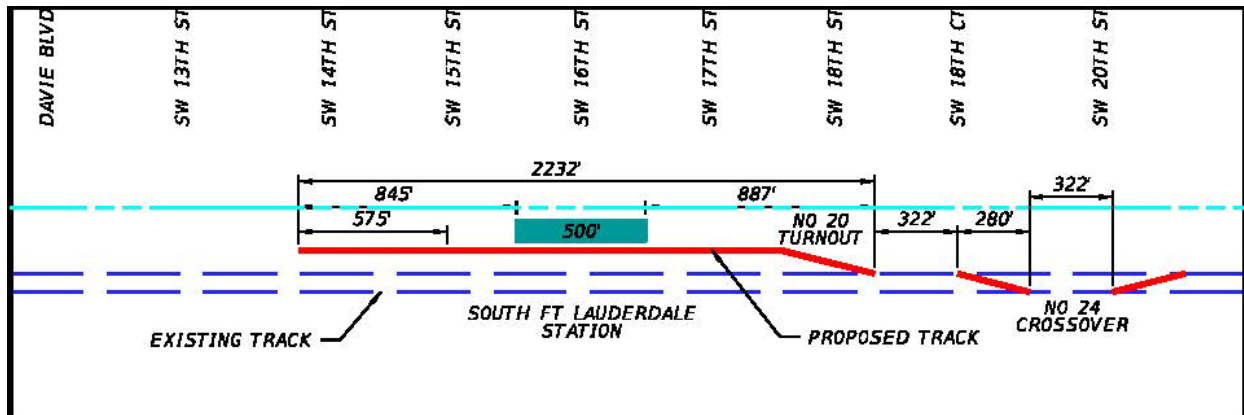 DAVIE BLVD
SW 13TH ST
SW 14TH ST
SW 15TH ST
SW 16TH ST
SW 17TH ST
SW 18TH ST
SW 18TH CT
SW 20TH ST
2232'
845'
887'
322'
575'
500'
NO 20
TURNOUT
322'
280'
SOUTH FT LAUDERDALE
STATION
NO 24
CROSSOVER
EXISTING TRACK
PROPOSED TRACK